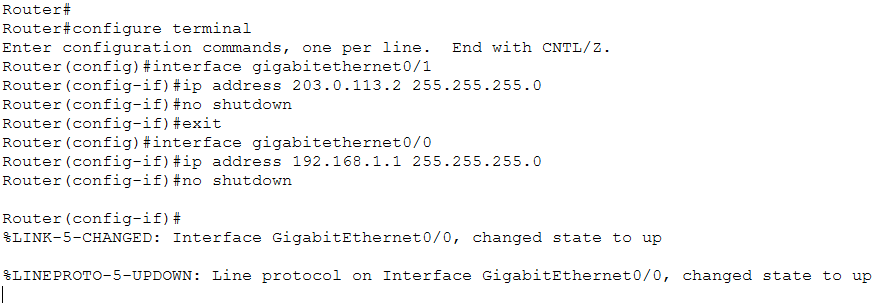 Router#
Router#configure terminal
Enter configuration commands, one per line.  End with CNTL/Z.
Router(config)#interface gigabitethernet0/1
Router(config-if)#ip address 203.0.113.2 255.255.255.0
Router(config-if)#no shutdown
Router(config-if)#exit
Router(config)#interface gigabitethernet0/0
Router(config-if)#ip address 192.168.1.1 255.255.255.0
Router(config-if)#no shutdown
Router(config-if)#
%LINK-5-CHANGED: Interface GigabitEthernet0/0, changed state to up
%LINEPROTO-5-UPDOWN: Line protocol on Interface GigabitEthernet0/0, changed state to up